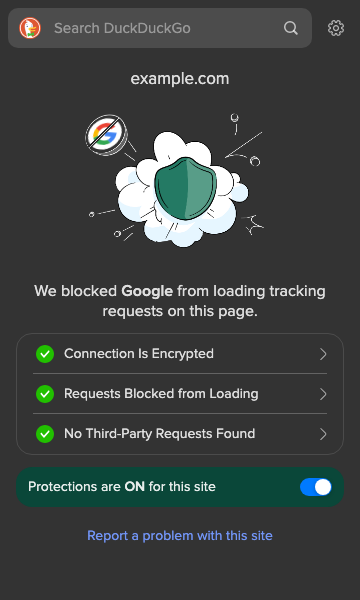 Search DuckDuckGo
example.com
We blocked Google from loading tracking
requests on this page.
Connection Is Encrypted
Requests Blocked from Loading
No Third-Party Requests Found
Protections are ON for this site
Report a problem with this site